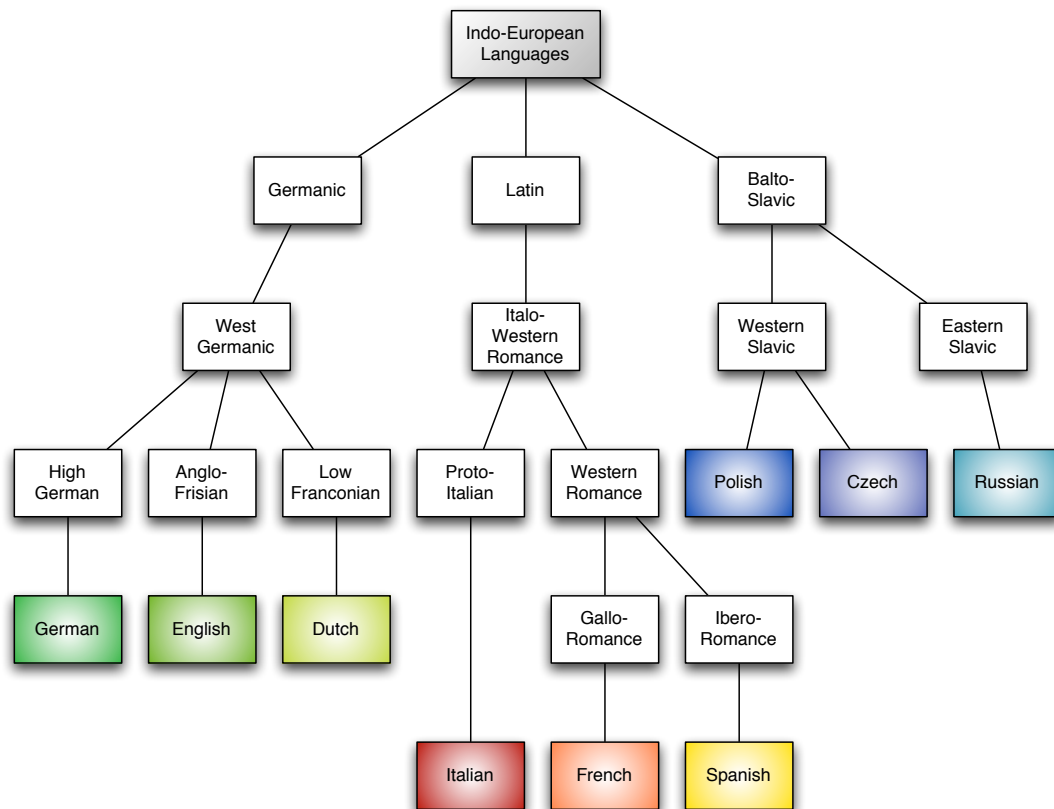 Indo-European
Languages
Germanic
Latin
Balto-
Slavic
West
Germanic
Italo-
Western
Romance
Western
Slavic
Eastern
Slavic
High
German
Anglo-
Frisian
Low
Franconian
Proto-
Italian
Western
Romance
Polish
Czech
Russian
German
English
Dutch
Gallo-
Romance
Ibero-
Romance
Italian
French
Spanish